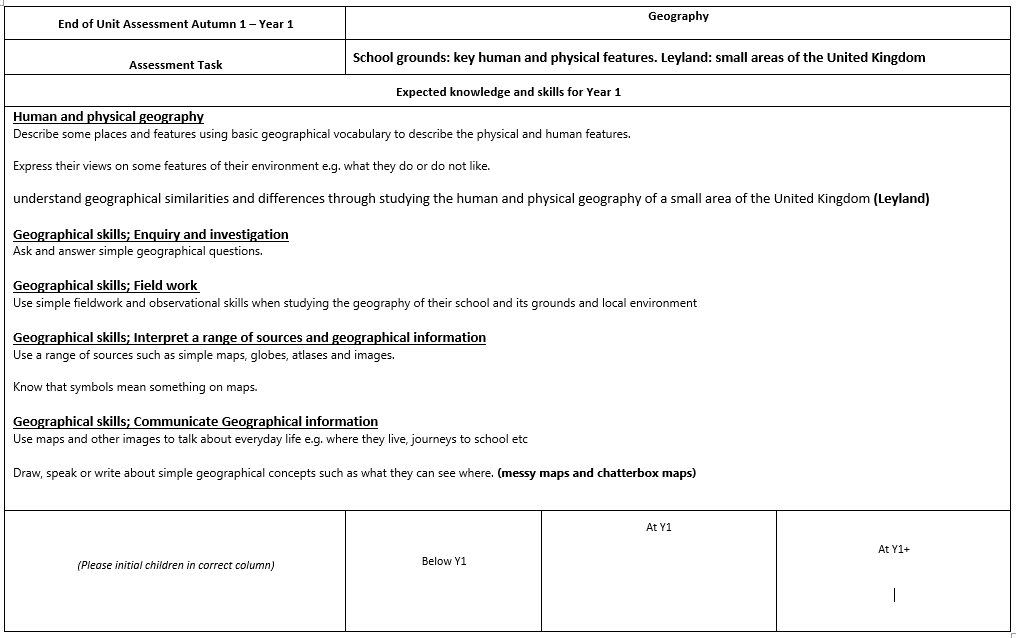 End of Unit Assessment Autumn 1 – Year 1
Geography
Assessment Task
School grounds: key human and physical features. Leyland: small areas of the United Kingdom
Expected knowledge and skills for Year 1
Human and physical geography
Describe some places and features using basic geographical vocabulary to describe the physical and human features.
Express their views on some features of their environment e.g. what they do or do not like.
understand geographical similarities and differences through studying the human and physical geography of a small area of the United Kingdom (Leyland)
Geographical skills; Enquiry and investigation
Ask and answer simple geographical questions.
Geographical skills; Field work
Use simple fieldwork and observational skills when studying the geography of their school and its grounds and local environment
Geographical skills; Interpret a range of sources and geographical information
Use a range of sources such as simple maps, globes, atlases and images.
Know that symbols mean something on maps.
Geographical skills; Communicate Geographical information
Use maps and other images to talk about everyday life e.g. where they live, journeys to school etc
Draw, speak or write about simple geographical concepts such as what they can see where. (messy maps and chatterbox maps)
(Please initial children in correct column)
Below Y1
At Y1
At Y1+